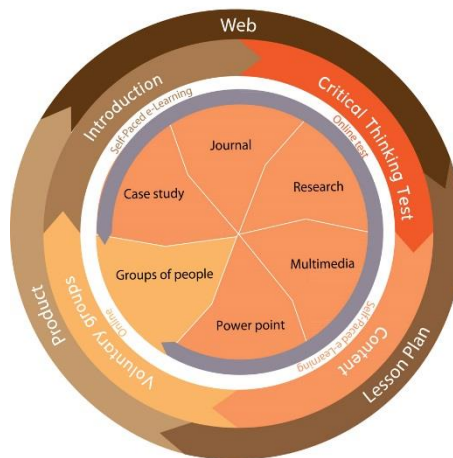 Web
Introduction
Critical Thinking Test
Self-Paced e-Learning
Online test
Journal
Case study
Research
Groups of people
Multimedia
Power point
Product
Voluntary groups
Online
Self-Paced e-Learning
Content
Lesson Plan